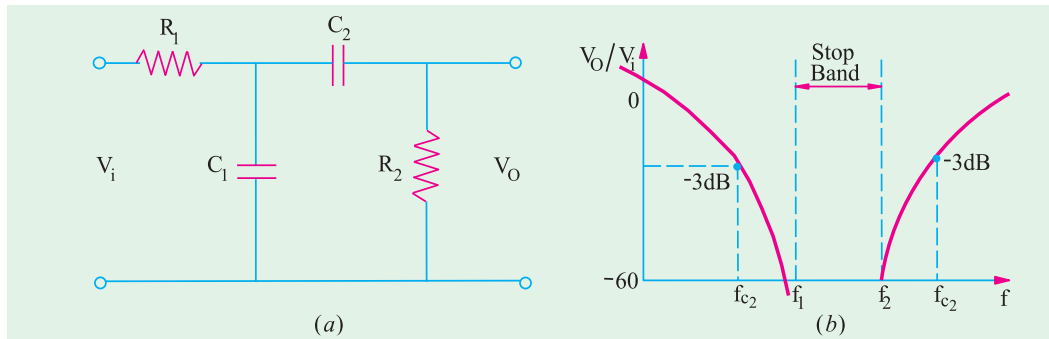 R1
C2
Vi
C1
R2
VO
(a)
VO/Vi
Stop
Band
0
-3dB
-3dB
-60
fc2
f1
f2
fc2
f
(b)